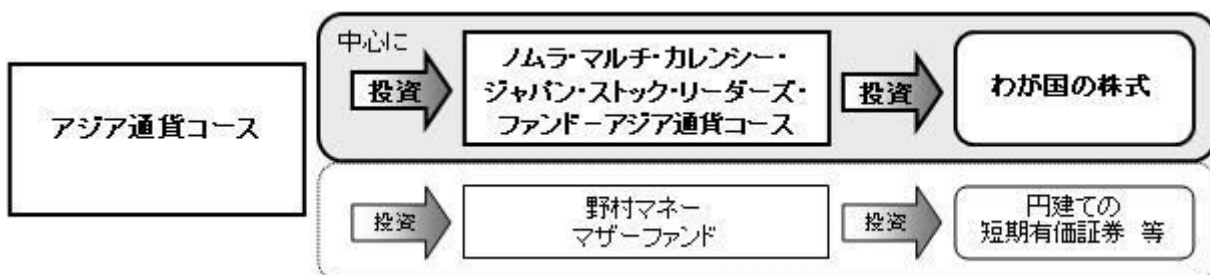 アジア通貨コース
中心に
投資
ノムラ・マルチ・カレンシー・
ジャパン・ストック・リーダーズ・
ファンド－アジア通貨コース
投資
わが国の株式
投資
野村マネー
マザーファンド
投資
円建ての
短期有価証券 等